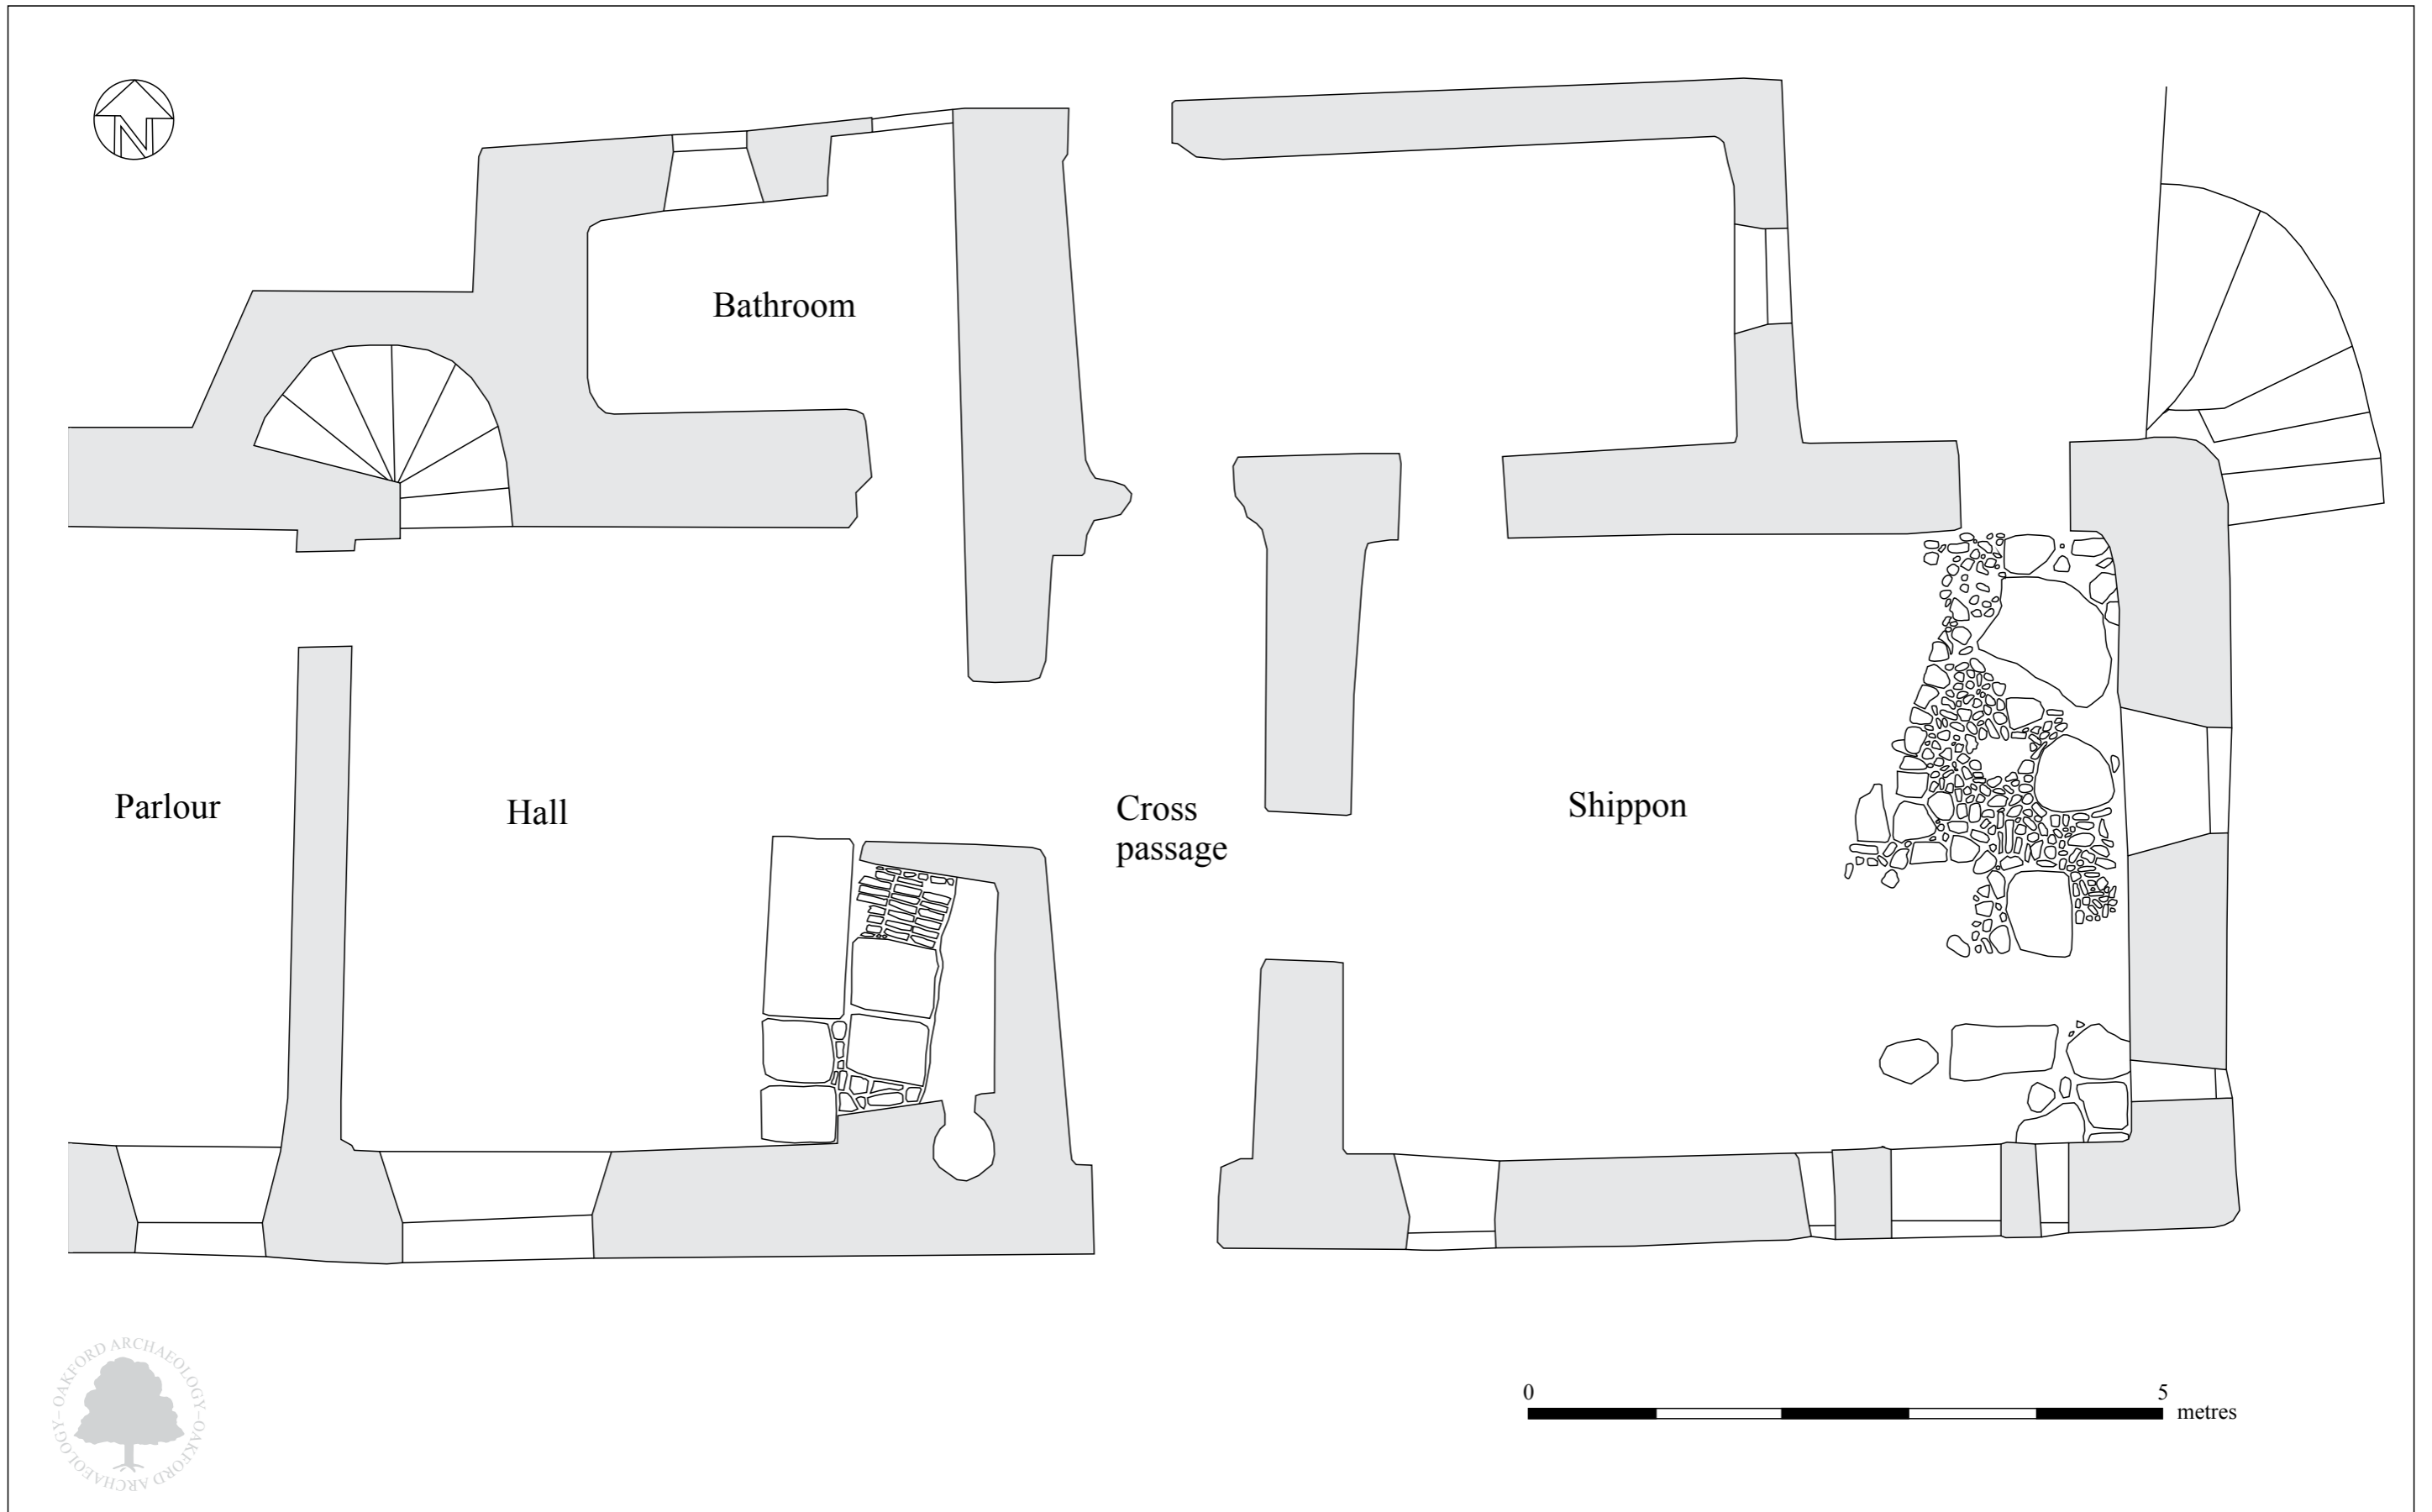 N
Bathroom
Parlour
Hall
Cross
passage
Shippon
0
5
metres
OAKFORD ARCHAEOLOGY – OAKFORD ARCHAEOLOGY –